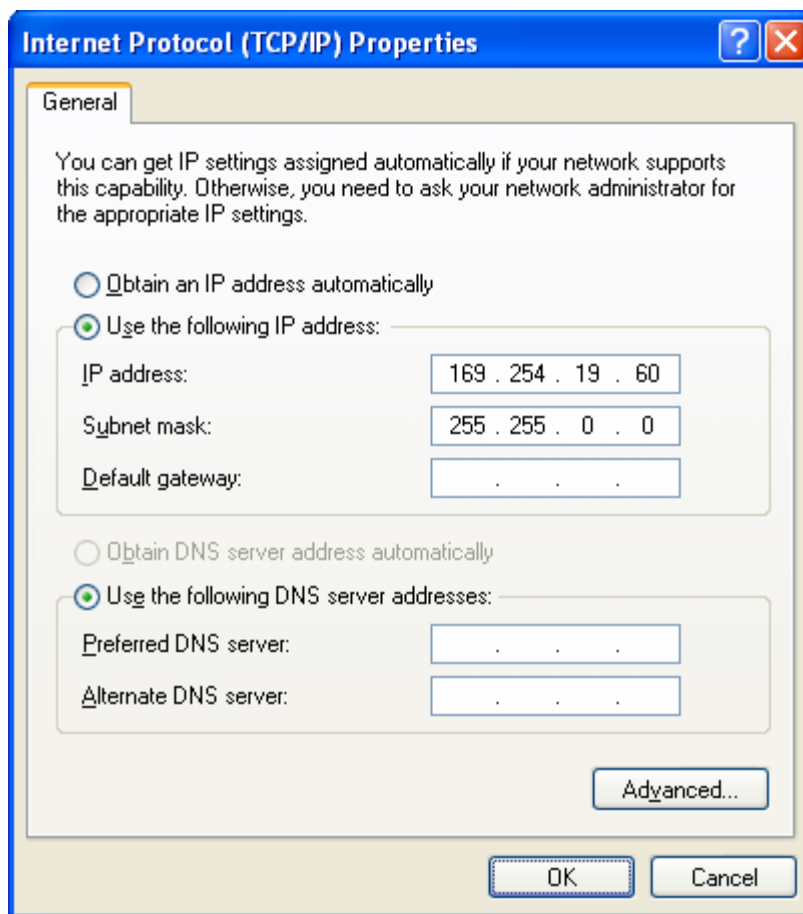 Internet Protocol (TCP/IP) Properties
General
You can get IP settings assigned automatically if your network supports
this capability. Otherwise, you need to ask your network administrator for
the appropriate IP settings.
Obtain an IP address automatically
Use the following IP address:
IP address: 169 . 254 . 19 . 60
Subnet mask: 255 . 255 . 0 . 0
Default gateway: . . .
Obtain DNS server address automatically
Use the following DNS server addresses:
Preferred DNS server: . . .
Alternate DNS server: . . .
Advanced...
OK Cancel